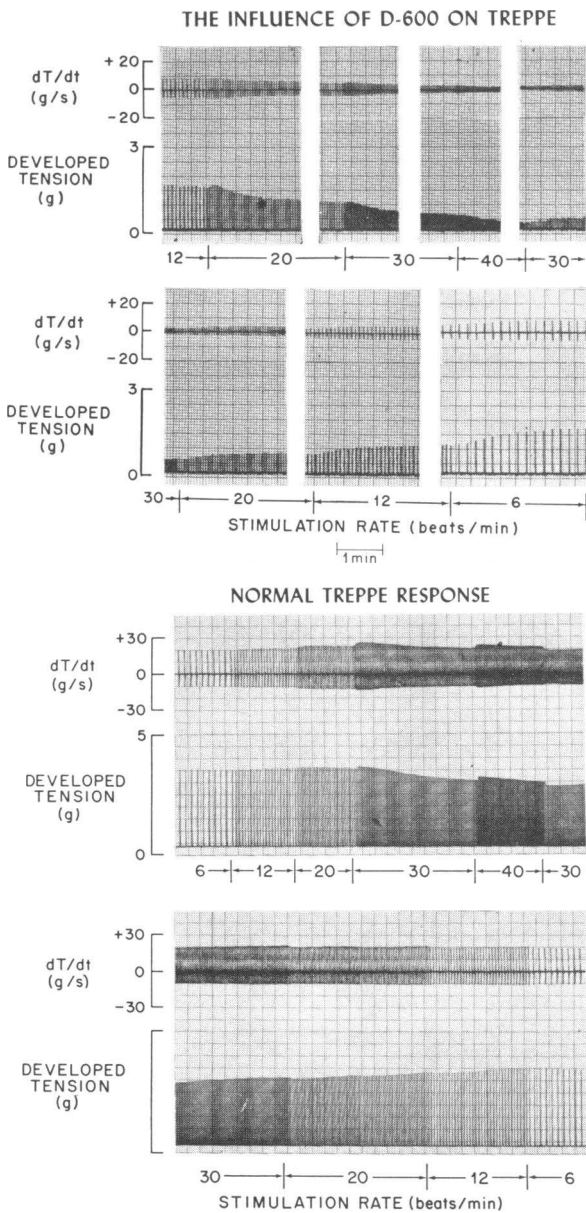 THE INFLUENCE OF D-600 ON TREPPE
dT/dt
(g/s)
+20
0
-20
DEVELOPED
TENSION
(g)
3
0
12 20 30 40 30
dT/dt
(g/s)
+20
0
-20
DEVELOPED
TENSION
(g)
3
0
30 20 12 6
STIMULATION RATE (beats/min)
1min
NORMAL TREPPE RESPONSE
dT/dt
(g/s)
+30
0
-30
DEVELOPED
TENSION
(g)
5
0
6 12 20 30 40 30
dT/dt
(g/s)
+30
0
-30
DEVELOPED
TENSION
(g)
30 20 12 6
STIMULATION RATE (beats/min)